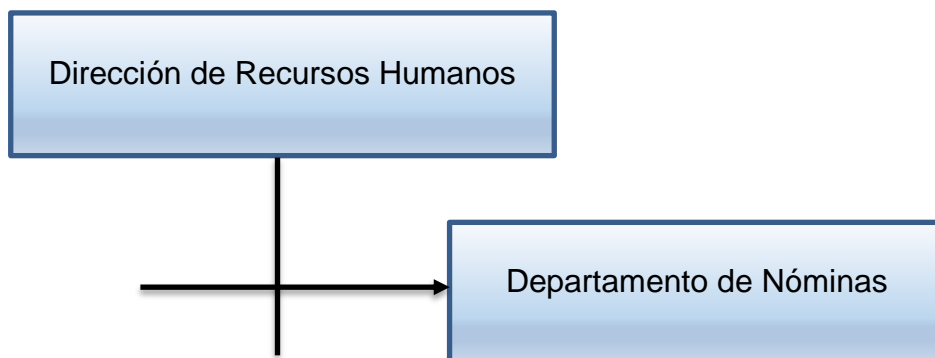 Dirección de Recursos Humanos
Departamento de Nóminas